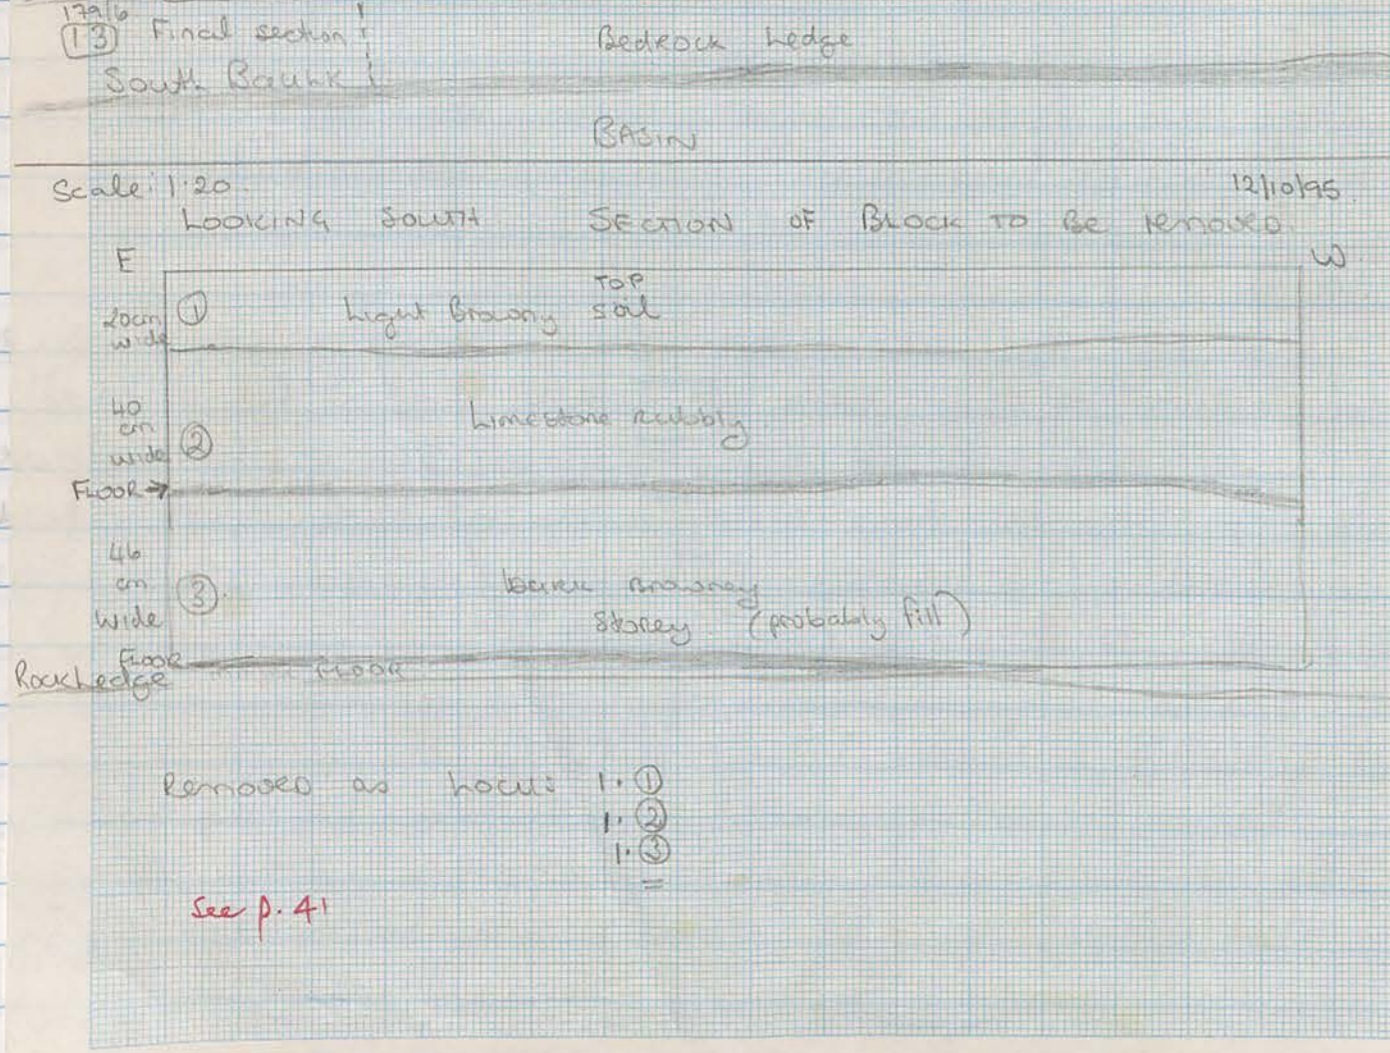 179/6
13 Final section Bedrock Ledge
South Baulk
BASIN
Scale: 1:20. 12/10/95
LOOKING SOUTH SECTION OF BLOCK TO BE removed.
E W
TOP
20cm wide ① Light Browny soil
40 cm wide ② Limestone Rubbly
FLOOR →
46 cm wide ③ Dark Browney
Stoney (probably fill)
FLOOR FLOOR
Rock Ledge
Removed as Locus 1. ①
1. ②
1. ③
See p. 41